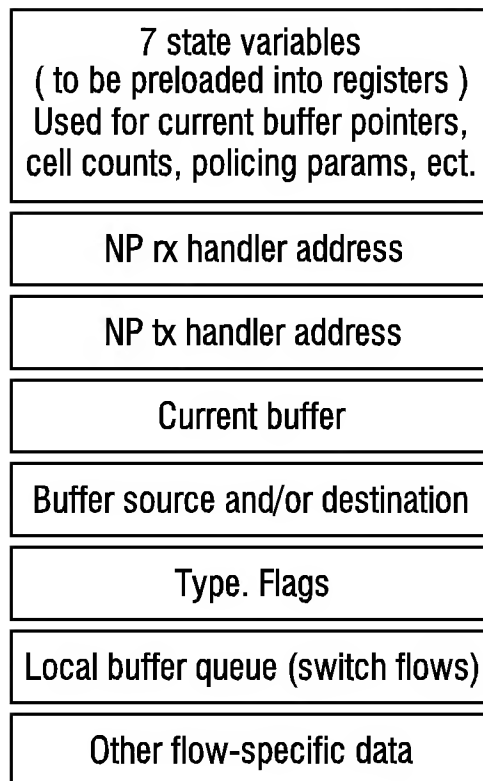 7 state variables
( to be preloaded into registers )
Used for current buffer pointers,
cell counts, policing params, ect.
NP rx handler address
NP tx handler address
Current buffer
Buffer source and/or destination
Type. Flags
Local buffer queue (switch flows)
Other flow-specific data